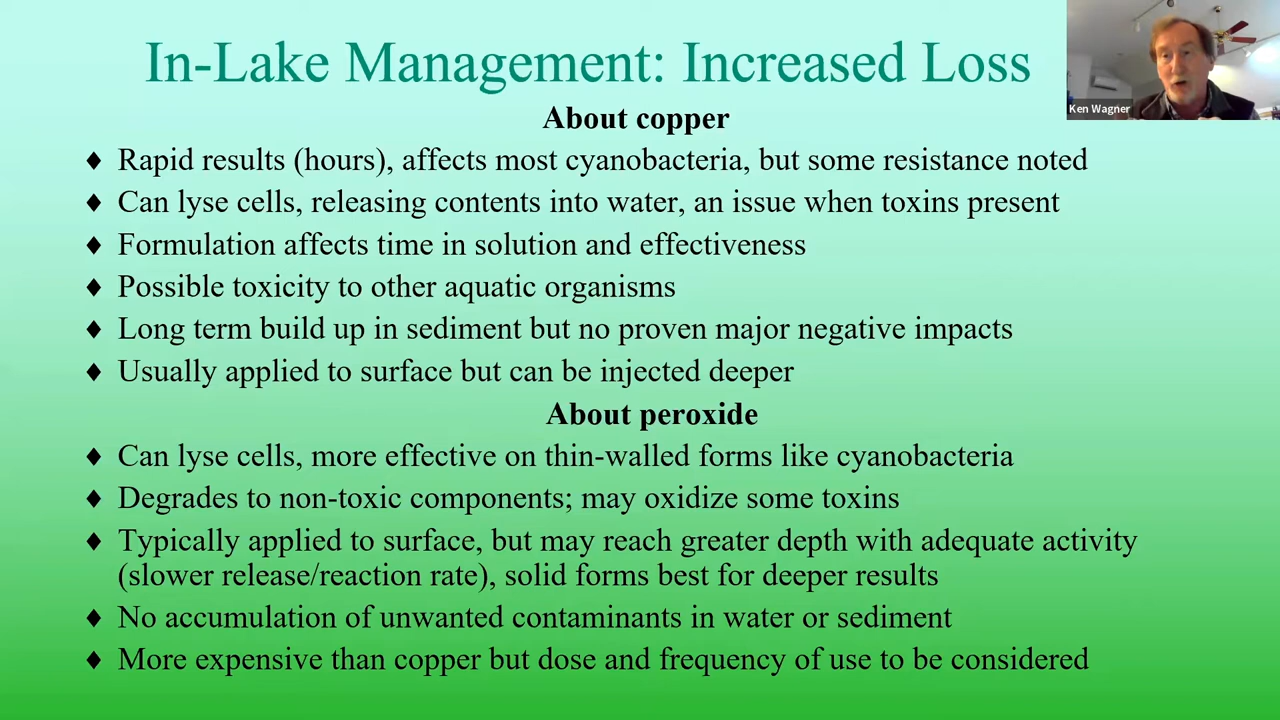 In-Lake Management: Increased Loss
Ken Wagner
About copper
♦ Rapid results (hours), affects most cyanobacteria, but some resistance noted
♦ Can lyse cells, releasing contents into water, an issue when toxins present
♦ Formulation affects time in solution and effectiveness
♦ Possible toxicity to other aquatic organisms
♦ Long term build up in sediment but no proven major negative impacts
♦ Usually applied to surface but can be injected deeper
About peroxide
♦ Can lyse cells, more effective on thin-walled forms like cyanobacteria
♦ Degrades to non-toxic components; may oxidize some toxins
♦ Typically applied to surface, but may reach greater depth with adequate activity
(slower release/reaction rate), solid forms best for deeper results
♦ No accumulation of unwanted contaminants in water or sediment
♦ More expensive than copper but dose and frequency of use to be considered